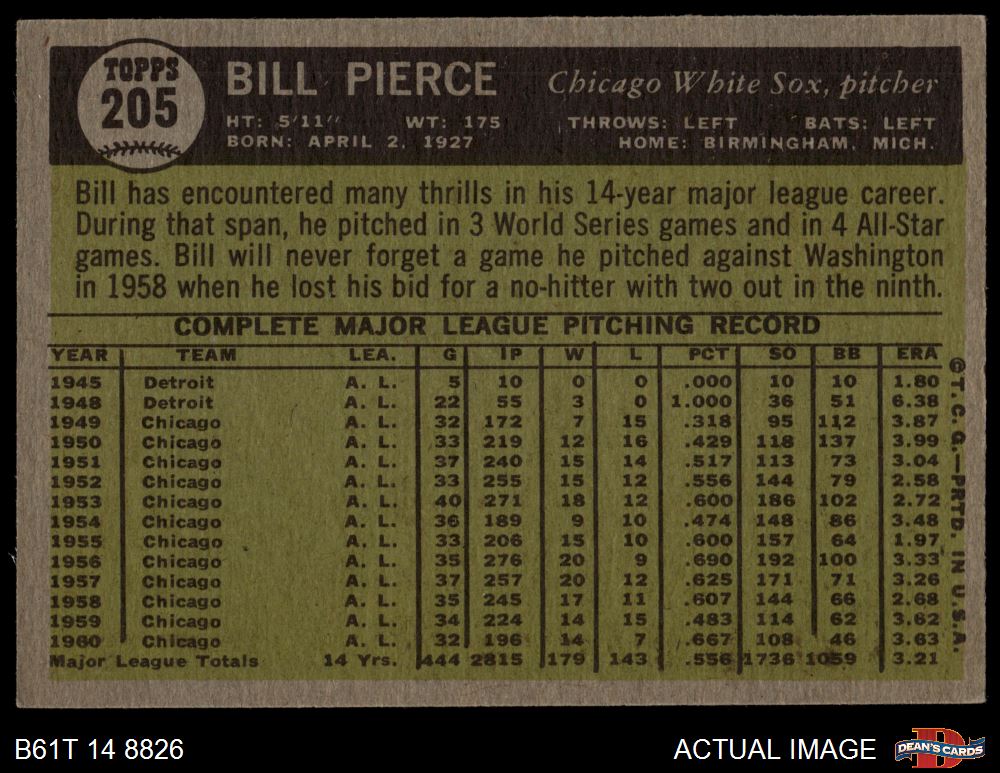 TOPPS
205
BILL PIERCE
Chicago White Sox, pitcher
HT: 5'11" WT: 175 THROWS: LEFT BATS: LEFT
BORN: APRIL 2, 1927 HOME: BIRMINGHAM, MICH.
Bill has encountered many thrills in his 14-year major league career.
During that span, he pitched in 3 World Series games and in 4 All-Star
games. Bill will never forget a game he pitched against Washington
in 1958 when he lost his bid for a no-hitter with two out in the ninth.
COMPLETE MAJOR LEAGUE PITCHING RECORD
YEAR TEAM LEA. G IP W L PCT SO BB ERA
1945 Detroit A. L. 5 10 0 0 .000 10 10 1.80
1948 Detroit A. L. 22 55 3 0 1.000 36 51 6.38
1949 Chicago A. L. 32 172 7 15 .318 95 112 3.87
1950 Chicago A. L. 33 219 12 16 .429 118 137 3.99
1951 Chicago A. L. 37 240 15 14 .517 113 73 3.04
1952 Chicago A. L. 33 255 15 12 .556 144 79 2.58
1953 Chicago A. L. 40 271 18 12 .600 186 102 2.72
1954 Chicago A. L. 36 189 9 10 .474 148 86 3.48
1955 Chicago A. L. 33 206 15 10 .600 157 64 1.97
1956 Chicago A. L. 35 276 20 9 .690 192 100 3.33
1957 Chicago A. L. 37 257 20 12 .625 171 71 3.26
1958 Chicago A. L. 35 245 17 11 .607 144 66 2.68
1959 Chicago A. L. 34 224 14 15 .483 114 62 3.62
1960 Chicago A. L. 32 196 14 7 .667 108 46 3.63
Major League Totals 14 Yrs. 444 2815 179 143 .556 1736 1059 3.21
© T. C. G.—PRTD. IN U.S.A.
B61T 14 8826
ACTUAL IMAGE
DEAN'S CARDS